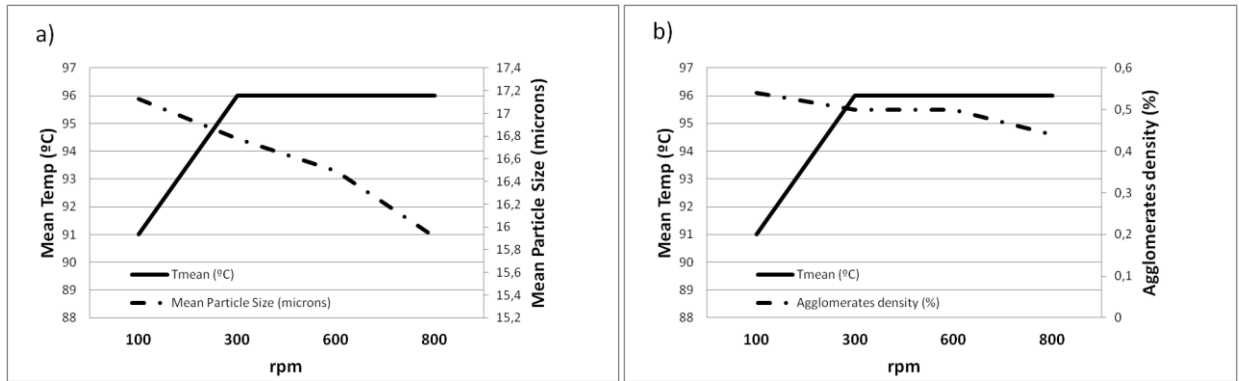 a)
Mean Temp (ºC)
97
96
95
94
93
92
91
90
89
88
17,4
17,2
17
16,8
16,6
16,4
16,2
16
15,8
15,6
15,4
15,2
Mean Particle Size (microns)
Tmean (ºC)
Mean Particle Size (microns)
100 300 600 800
rpm
b)
Mean Temp (ºC)
97
96
95
94
93
92
91
90
89
88
0,6
0,5
0,4
0,3
0,2
0,1
0
Agglomerates density (%)
Tmean (ºC)
Agglomerates density (%)
100 300 600 800
rpm